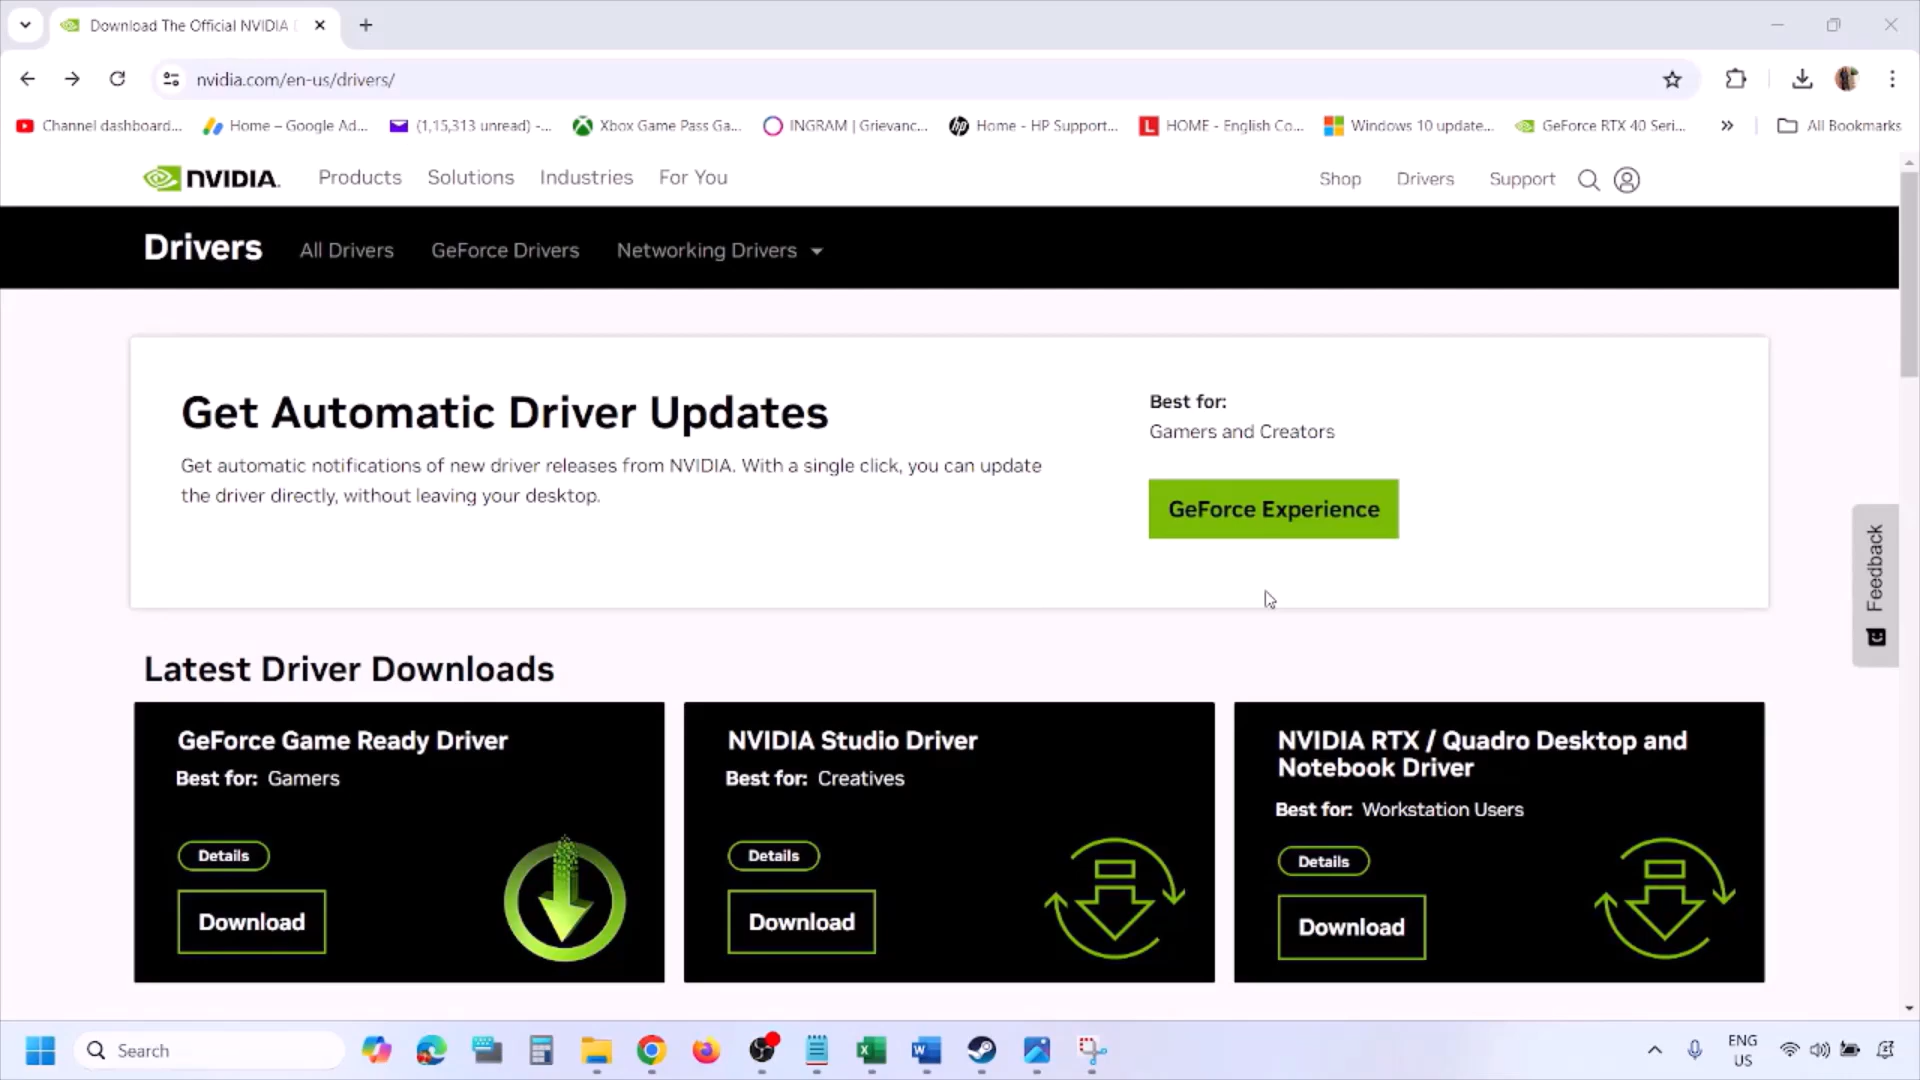 Download The Official NVIDIA
nvidia.com/en-us/drivers/
Channel dashboard... Home – Google Ad... (1,15,313 unread) -... Xbox Game Pass Ga... INGRAM | Grievanc... Home - HP Support... HOME - English Co... Windows 10 update... GeForce RTX 40 Seri... » All Bookmarks
NVIDIA. Products Solutions Industries For You Shop Drivers Support
Drivers All Drivers GeForce Drivers Networking Drivers
Get Automatic Driver Updates
Get automatic notifications of new driver releases from NVIDIA. With a single click, you can update
the driver directly, without leaving your desktop.
Best for:
Gamers and Creators
GeForce Experience
Feedback
Latest Driver Downloads
GeForce Game Ready Driver
Best for: Gamers
Details
Download
NVIDIA Studio Driver
Best for: Creatives
Details
Download
NVIDIA RTX / Quadro Desktop and
Notebook Driver
Best for: Workstation Users
Details
Download
Search
ENG
US